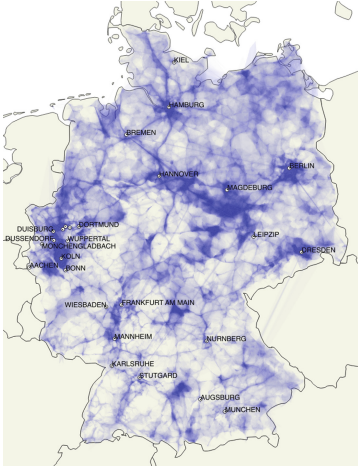 KIEL
HAMBURG
BREMEN
BERLIN
HANNOVER
MAGDEBURG
DORTMUND
DUISBURG
LEIPZIG
DUSSENDORF
WUPPERTAL
MONCHENGLADBACH
DRESDEN
KOLN
AACHEN
BONN
WIESBADEN
FRANKFURT AM MAIN
MANNHEIM
NURNBERG
KARLSRUHE
STUTGARD
AUGSBURG
MUNCHEN